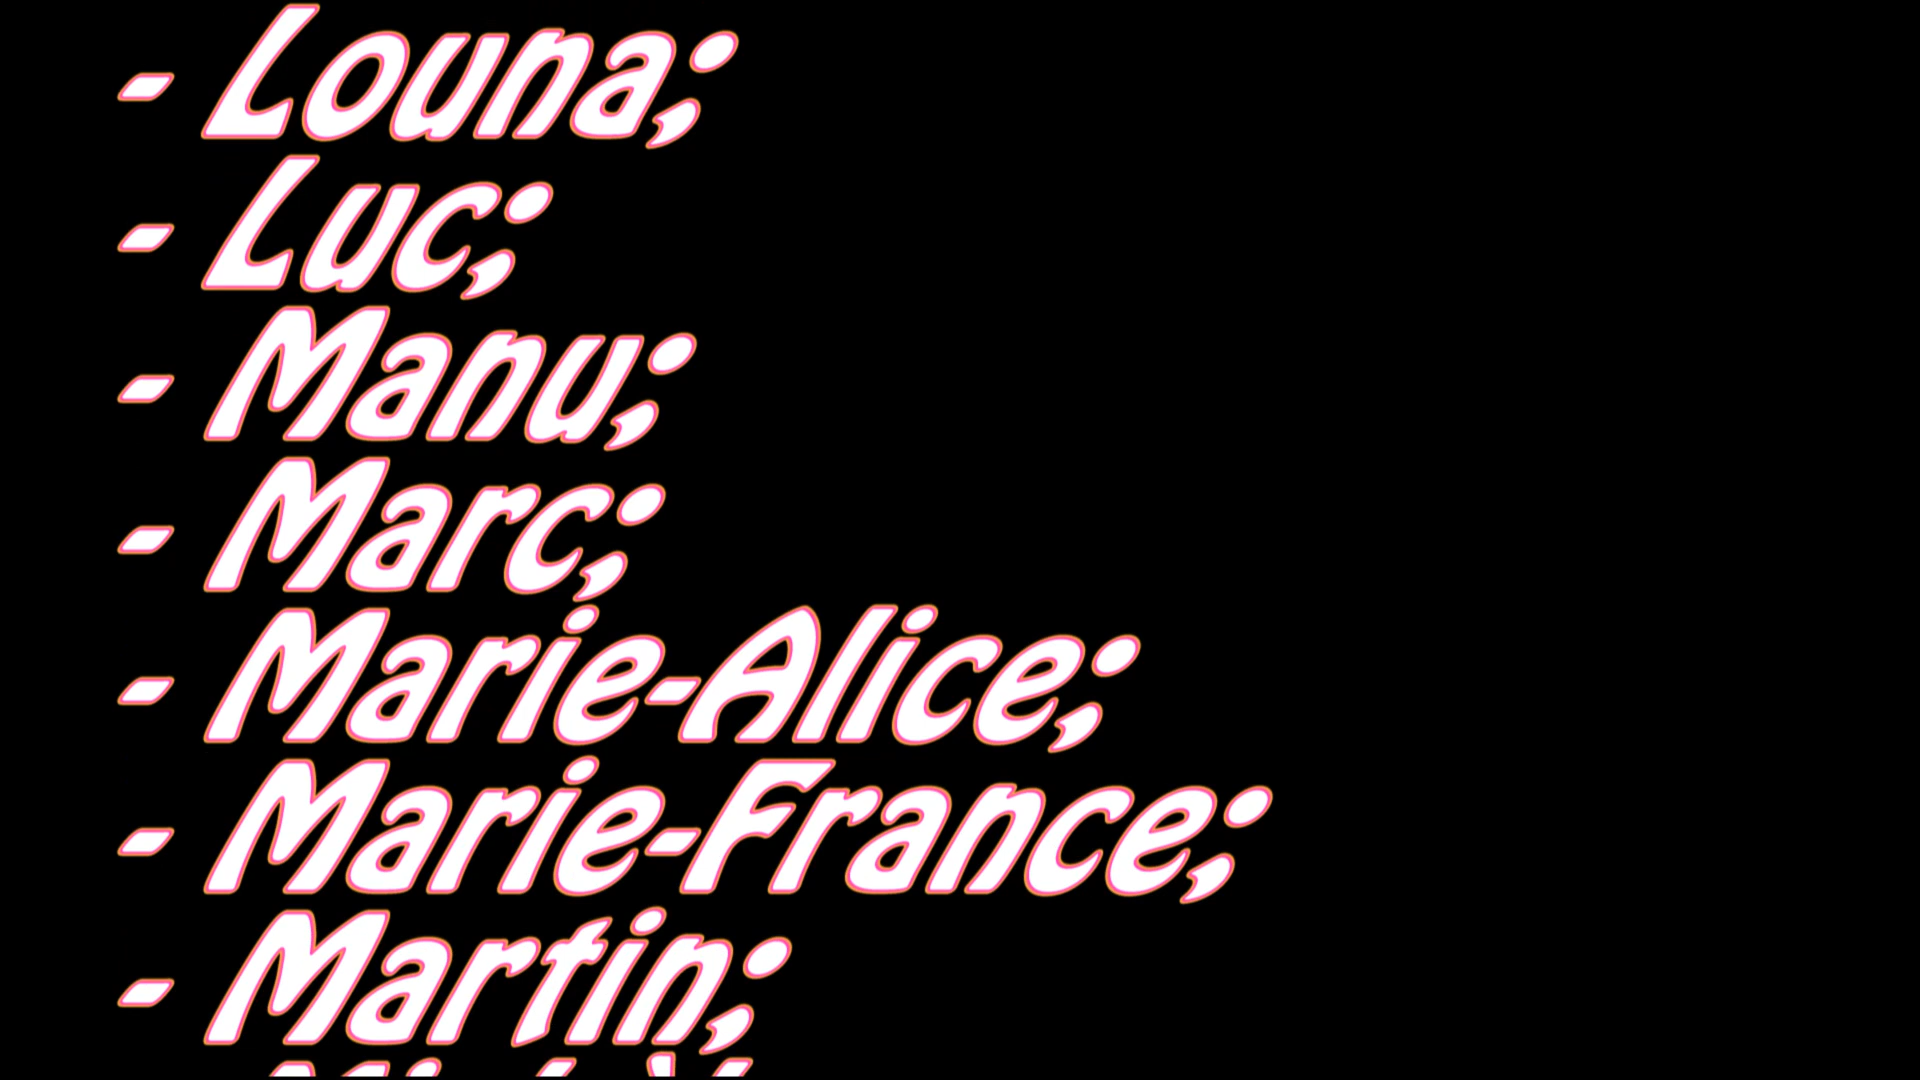 - Louna;
- Luc;
- Manu;
- Marc;
- Marie-Alice;
- Marie-France;
- Martin;